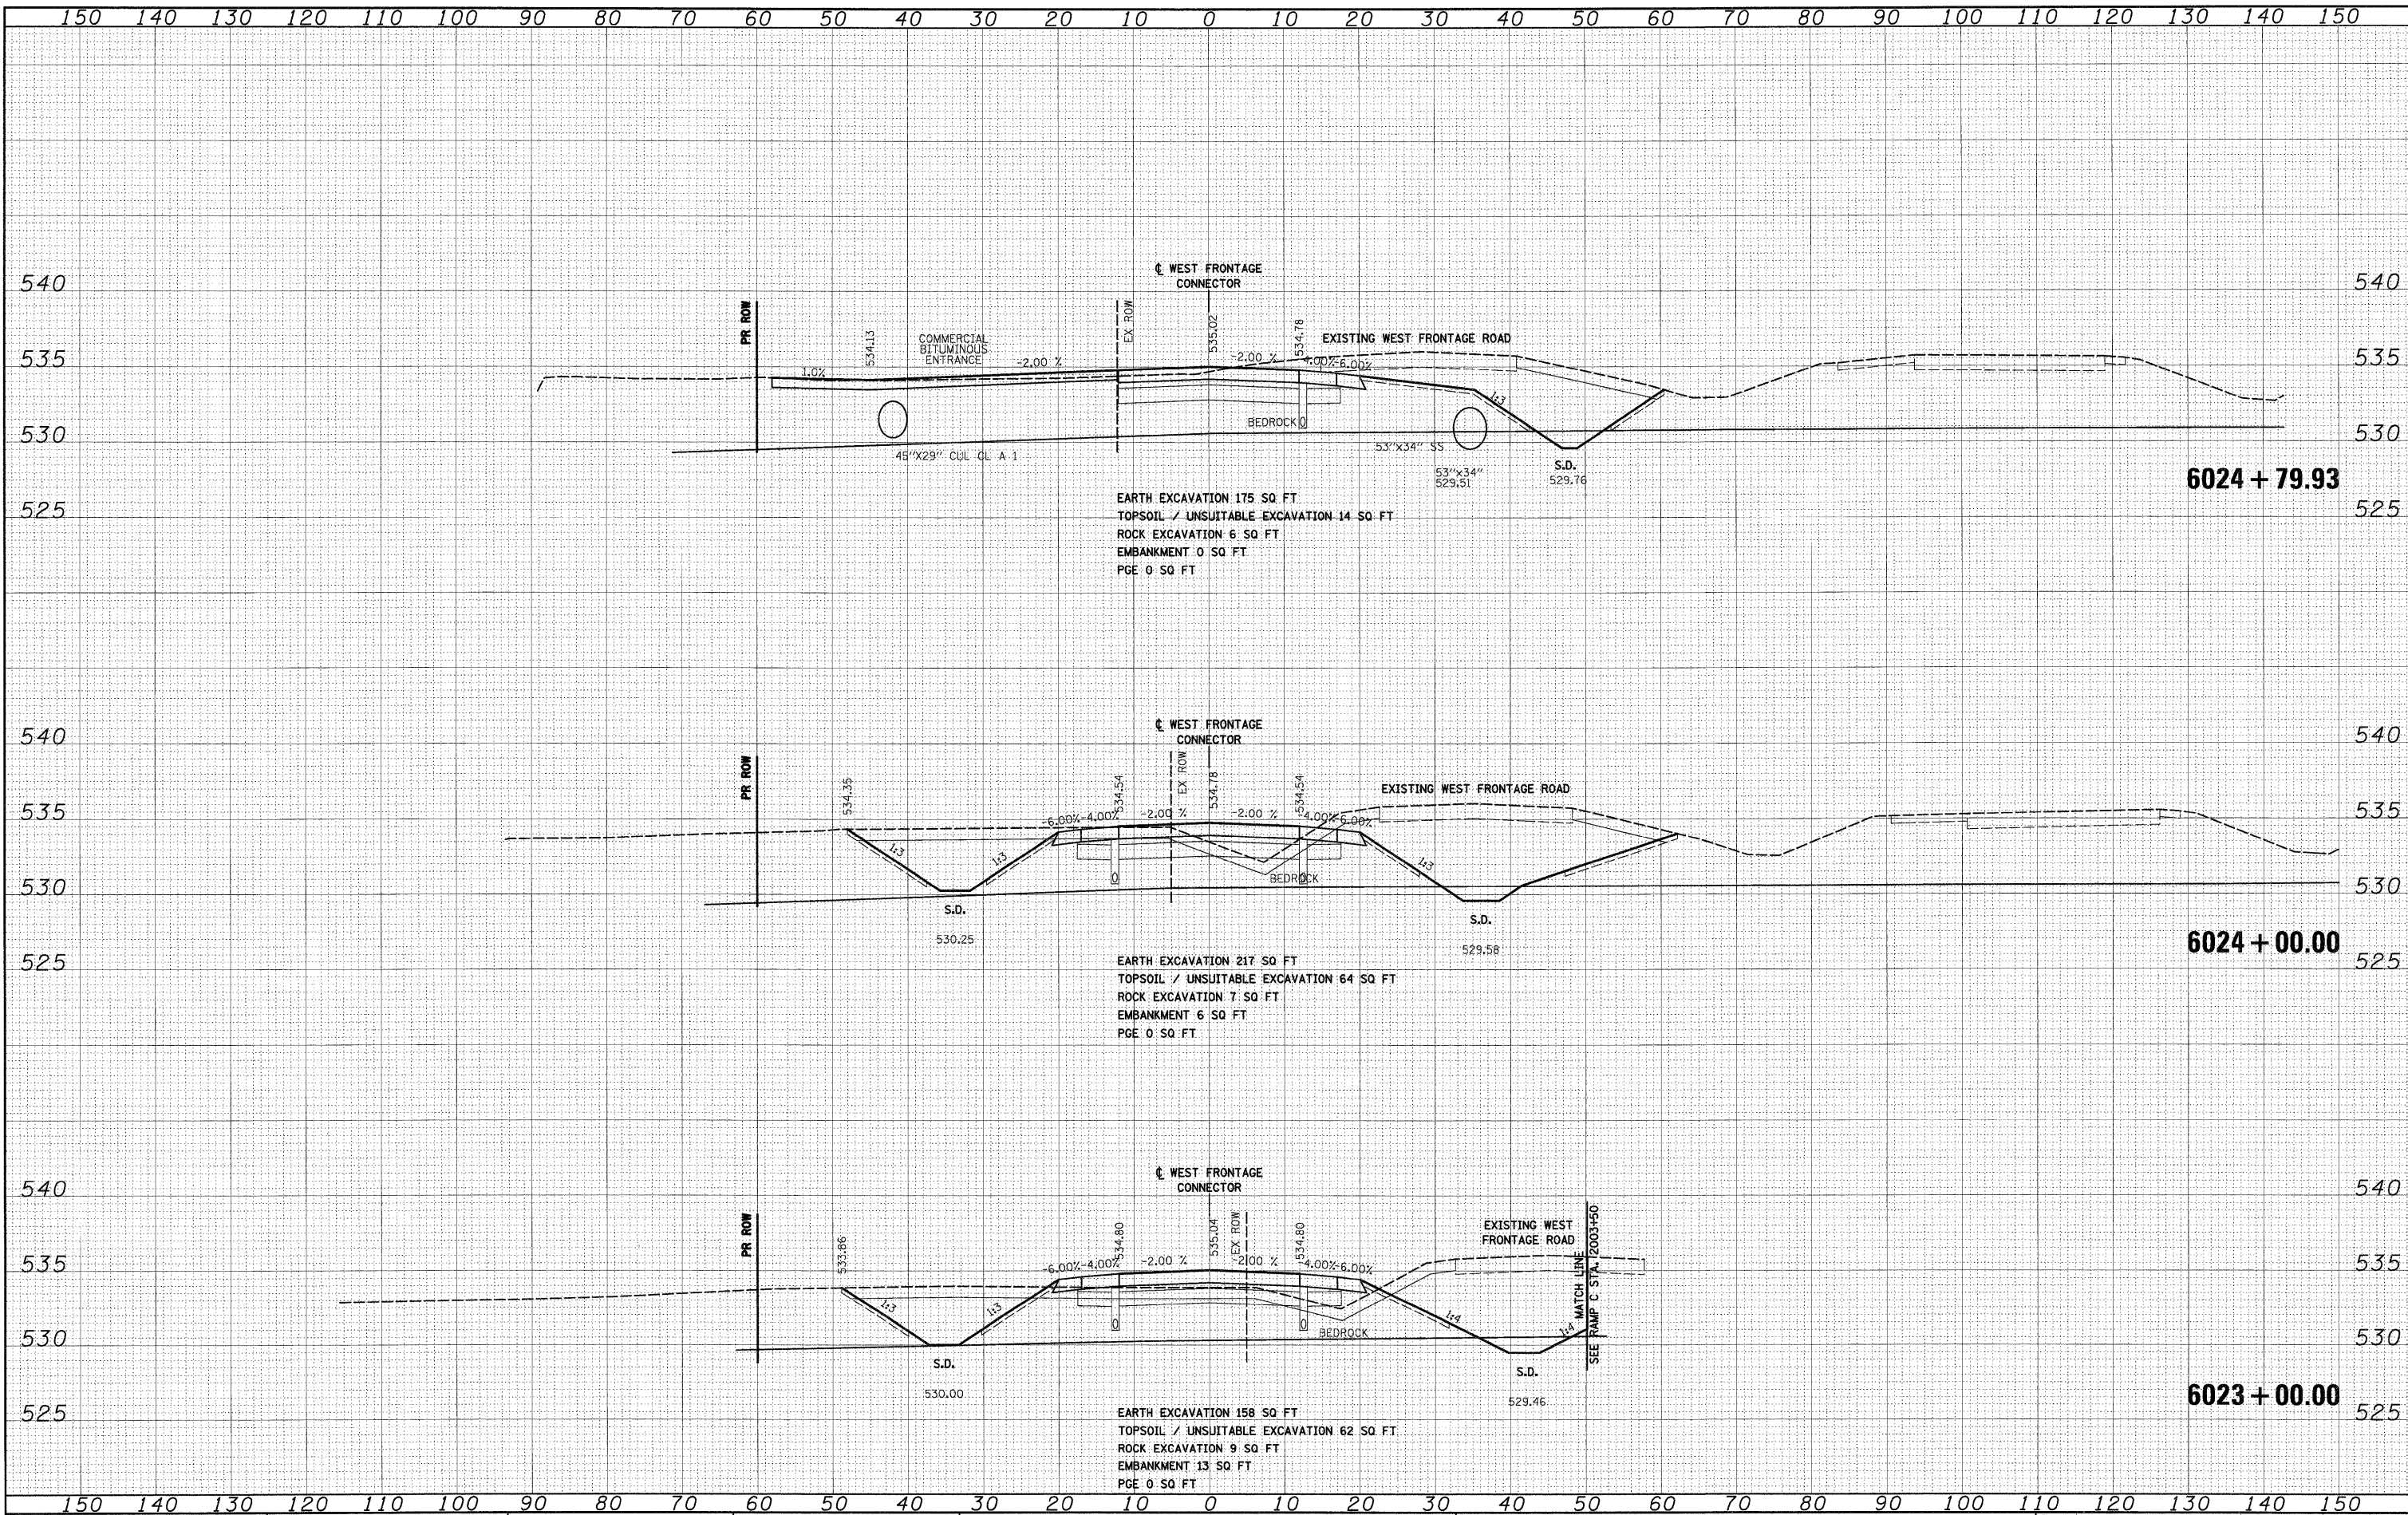 150 140 130 120 110 100 90 80 70 60 50 40 30 20 10 0 10 20 30 40 50 60 70 80 90 100 110 120 130 140 150
℄ WEST FRONTAGE
CONNECTOR
540 540
PR ROW
534.13
COMMERCIAL
BITUMINOUS
ENTRANCE
EX ROW
535.02
534.78
EXISTING WEST FRONTAGE ROAD
535 535
1.0% -2.00 % -2.00 % -4.00% -6.00%
1:3
BEDROCK
530 530
45"X29" CUL CL A 1
53"x34" SS
53"x34"
529.51
S.D.
529.76
6024 + 79.93
525 525
EARTH EXCAVATION 175 SQ FT
TOPSOIL / UNSUITABLE EXCAVATION 14 SQ FT
ROCK EXCAVATION 6 SQ FT
EMBANKMENT 0 SQ FT
PGE 0 SQ FT
℄ WEST FRONTAGE
CONNECTOR
540 540
PR ROW
534.35
534.54
EX ROW
534.78
534.54
EXISTING WEST FRONTAGE ROAD
535 535
-6.00% -4.00% -2.00 % -2.00 % -4.00% -6.00%
1:3 1:3 1:3
BEDROCK
530 530
S.D.
530.25
S.D.
529.58
6024 + 00.00
525 525
EARTH EXCAVATION 217 SQ FT
TOPSOIL / UNSUITABLE EXCAVATION 64 SQ FT
ROCK EXCAVATION 7 SQ FT
EMBANKMENT 6 SQ FT
PGE 0 SQ FT
℄ WEST FRONTAGE
CONNECTOR
540 540
PR ROW
533.86
534.80
535.04
EX ROW
534.80
EXISTING WEST
FRONTAGE ROAD
MATCH LINE
SEE RAMP C STA. 2003+50
535 535
-6.00% -4.00% -2.00 % -2.00 % -4.00% -6.00%
1:3 1:3 1:4 1:4
BEDROCK
530 530
S.D.
530.00
S.D.
529.46
6023 + 00.00
525 525
EARTH EXCAVATION 158 SQ FT
TOPSOIL / UNSUITABLE EXCAVATION 62 SQ FT
ROCK EXCAVATION 9 SQ FT
EMBANKMENT 13 SQ FT
PGE 0 SQ FT
150 140 130 120 110 100 90 80 70 60 50 40 30 20 10 0 10 20 30 40 50 60 70 80 90 100 110 120 130 140 150